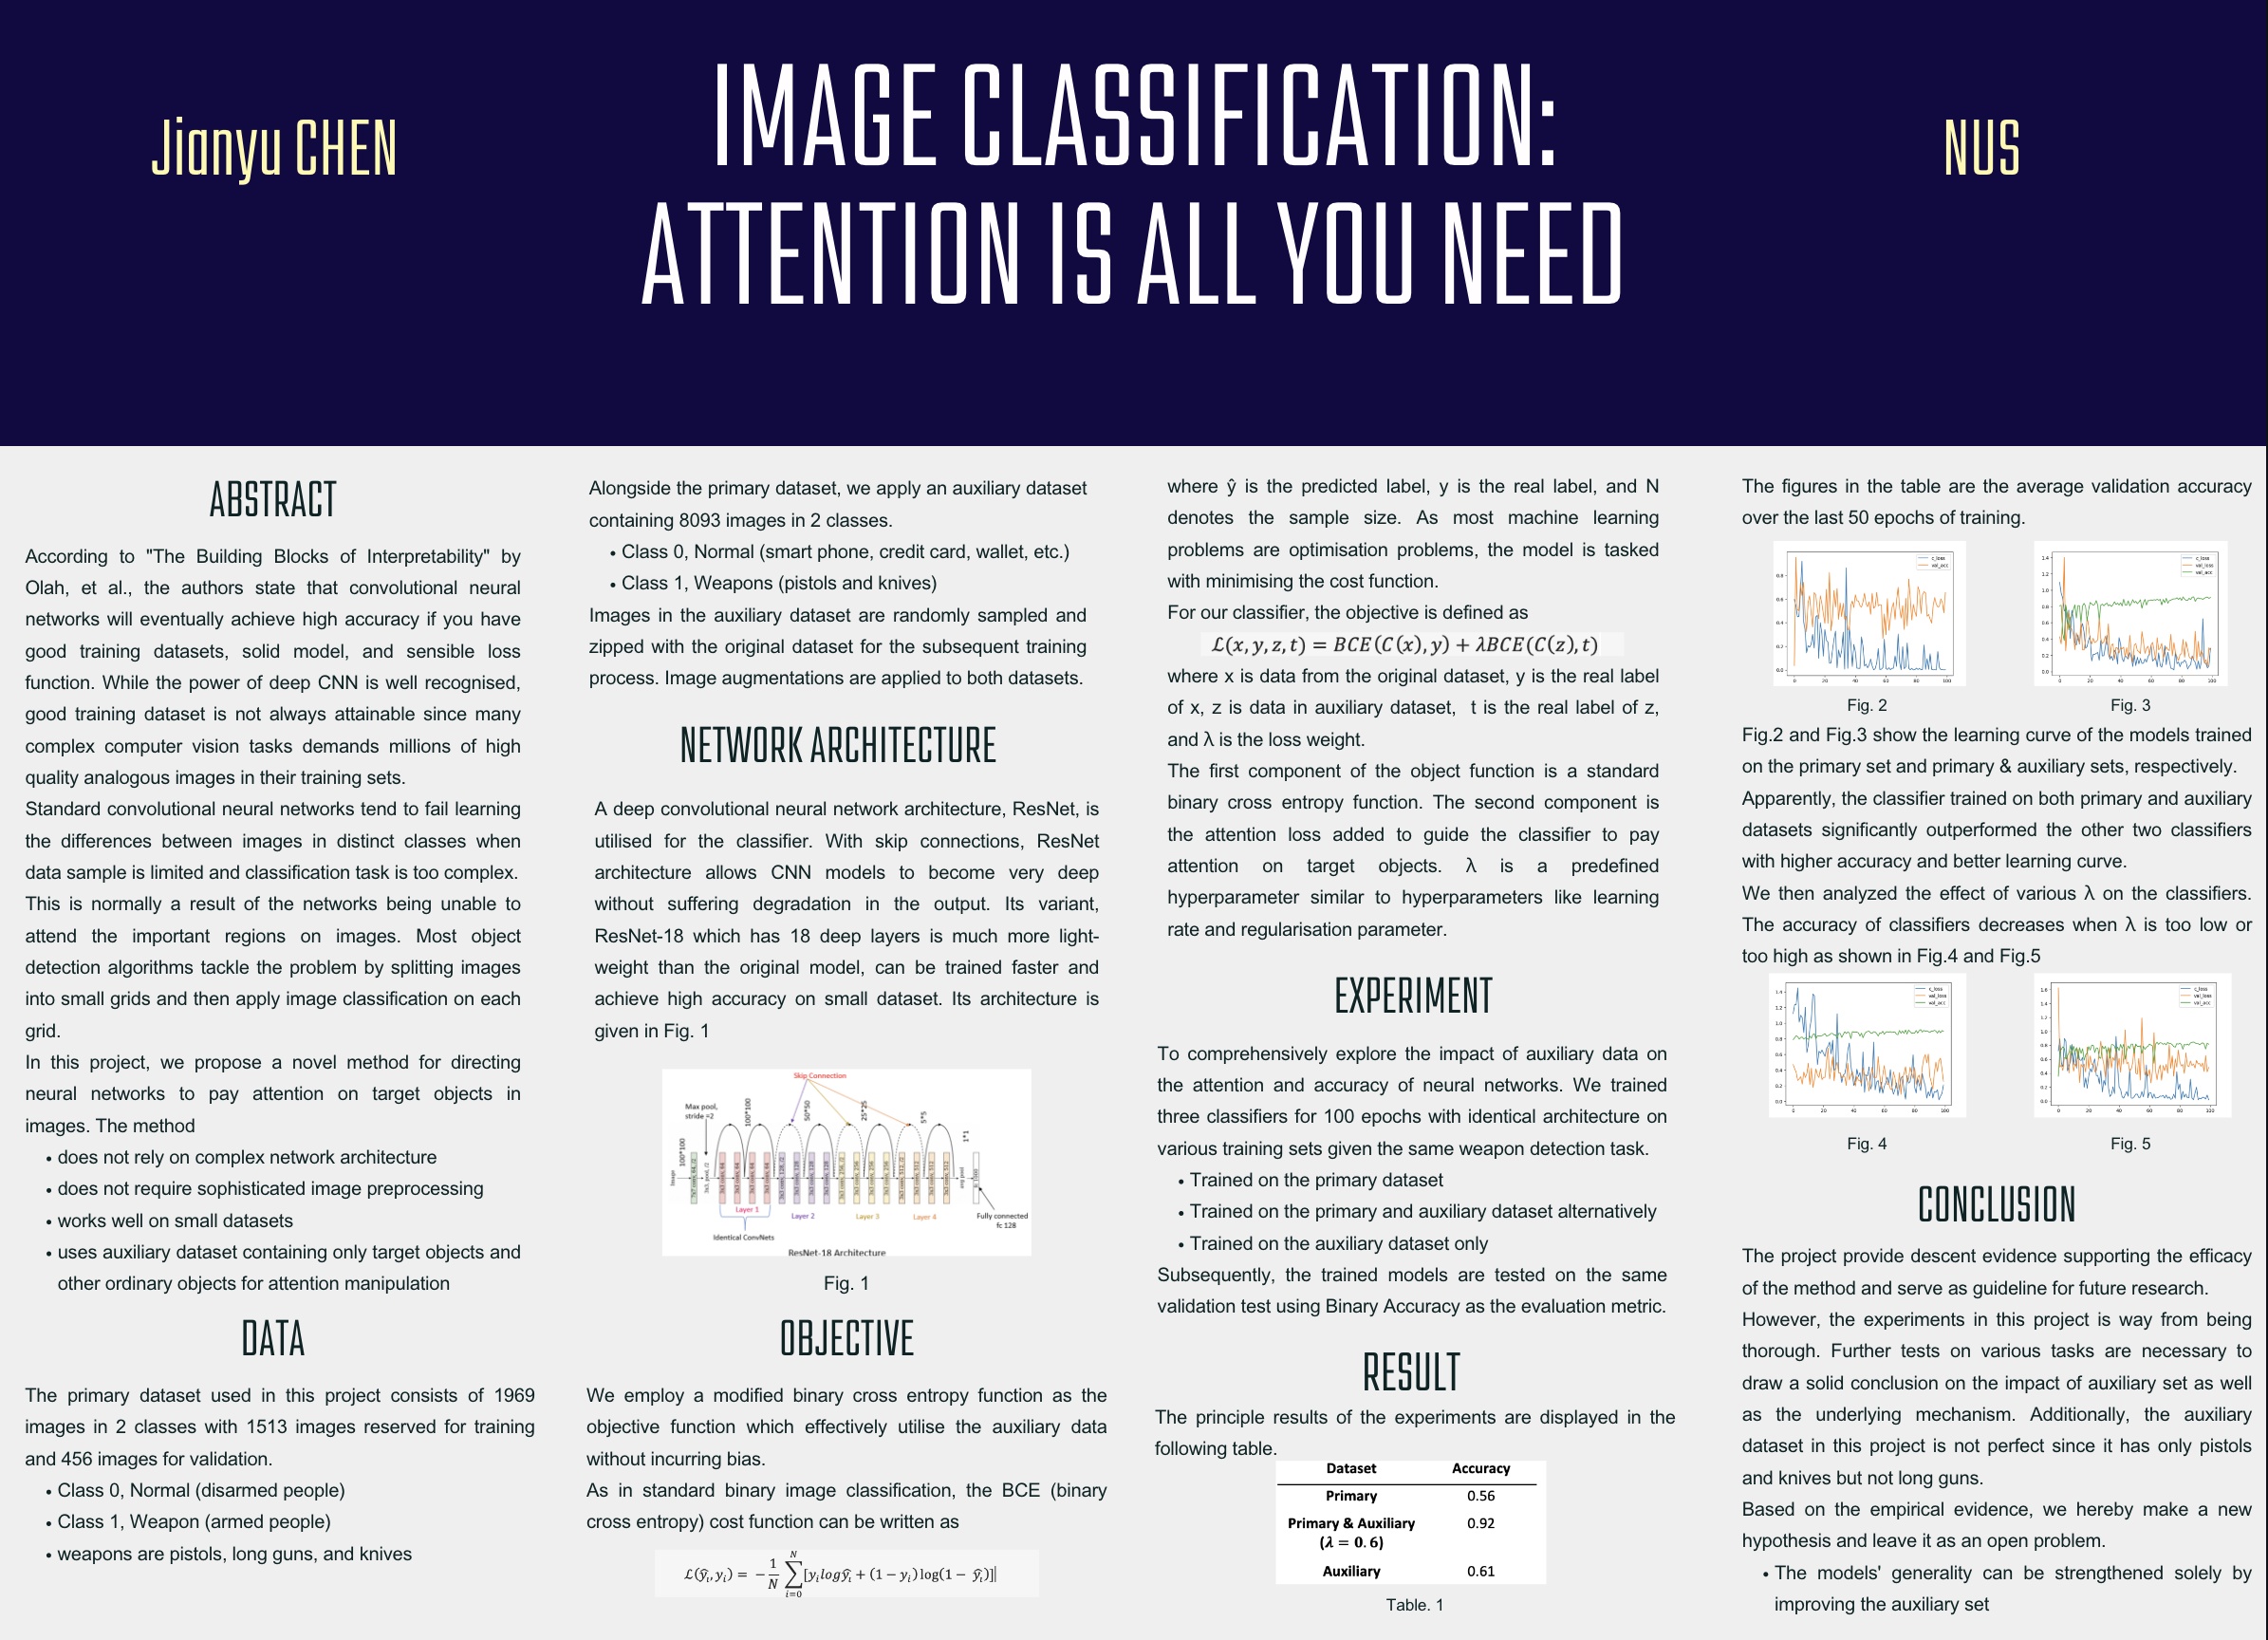 Jianyu CHEN
IMAGE CLASSIFICATION:
ATTENTION IS ALL YOU NEED
NUS
ABSTRACT
According to "The Building Blocks of Interpretability" by
Olah, et al., the authors state that convolutional neural
networks will eventually achieve high accuracy if you have
good training datasets, solid model, and sensible loss
function. While the power of deep CNN is well recognised,
good training dataset is not always attainable since many
complex computer vision tasks demands millions of high
quality analogous images in their training sets.
Standard convolutional neural networks tend to fail learning
the differences between images in distinct classes when
data sample is limited and classification task is too complex.
This is normally a result of the networks being unable to
attend the important regions on images. Most object
detection algorithms tackle the problem by splitting images
into small grids and then apply image classification on each
grid.
In this project, we propose a novel method for directing
neural networks to pay attention on target objects in
images. The method
• does not rely on complex network architecture
• does not require sophisticated image preprocessing
• works well on small datasets
• uses auxiliary dataset containing only target objects and
other ordinary objects for attention manipulation
DATA
The primary dataset used in this project consists of 1969
images in 2 classes with 1513 images reserved for training
and 456 images for validation.
• Class 0, Normal (disarmed people)
• Class 1, Weapon (armed people)
• weapons are pistols, long guns, and knives
Alongside the primary dataset, we apply an auxiliary dataset
containing 8093 images in 2 classes.
• Class 0, Normal (smart phone, credit card, wallet, etc.)
• Class 1, Weapons (pistols and knives)
Images in the auxiliary dataset are randomly sampled and
zipped with the original dataset for the subsequent training
process. Image augmentations are applied to both datasets.
NETWORK ARCHITECTURE
A deep convolutional neural network architecture, ResNet, is
utilised for the classifier. With skip connections, ResNet
architecture allows CNN models to become very deep
without suffering degradation in the output. Its variant,
ResNet-18 which has 18 deep layers is much more light-
weight than the original model, can be trained faster and
achieve high accuracy on small dataset. Its architecture is
given in Fig. 1
Skip Connection
Max pool,
stride =2
100*100
100*100
50*50
25*25
5*5
1*1
Layer 1
Layer 2
Layer 3
Layer 4
Identical ConvNets
Fully connected
fc 128
ResNet-18 Architecture
Fig. 1
OBJECTIVE
We employ a modified binary cross entropy function as the
objective function which effectively utilise the auxiliary data
without incurring bias.
As in standard binary image classification, the BCE (binary
cross entropy) cost function can be written as
ℒ(ŷᵢ, yᵢ) = −1/N ∑ᵢ₌₀ᴺ[yᵢlogŷᵢ + (1 − yᵢ)log(1 − ŷᵢ)]|
where ŷ is the predicted label, y is the real label, and N
denotes the sample size. As most machine learning
problems are optimisation problems, the model is tasked
with minimising the cost function.
For our classifier, the objective is defined as
ℒ(x, y, z, t) = BCE(C(x), y) + λBCE(C(z), t)
where x is data from the original dataset, y is the real label
of x, z is data in auxiliary dataset, t is the real label of z,
and λ is the loss weight.
The first component of the object function is a standard
binary cross entropy function. The second component is
the attention loss added to guide the classifier to pay
attention on target objects. λ is a predefined
hyperparameter similar to hyperparameters like learning
rate and regularisation parameter.
EXPERIMENT
To comprehensively explore the impact of auxiliary data on
the attention and accuracy of neural networks. We trained
three classifiers for 100 epochs with identical architecture on
various training sets given the same weapon detection task.
• Trained on the primary dataset
• Trained on the primary and auxiliary dataset alternatively
• Trained on the auxiliary dataset only
Subsequently, the trained models are tested on the same
validation test using Binary Accuracy as the evaluation metric.
RESULT
The principle results of the experiments are displayed in the
following table.
Dataset Accuracy
Primary 0.56
Primary & Auxiliary 0.92
(λ = 0.6)
Auxiliary 0.61
Table. 1
The figures in the table are the average validation accuracy
over the last 50 epochs of training.
c_loss
val_acc
c_loss
val_loss
val_acc
Fig. 2
Fig. 3
Fig.2 and Fig.3 show the learning curve of the models trained
on the primary set and primary & auxiliary sets, respectively.
Apparently, the classifier trained on both primary and auxiliary
datasets significantly outperformed the other two classifiers
with higher accuracy and better learning curve.
We then analyzed the effect of various λ on the classifiers.
The accuracy of classifiers decreases when λ is too low or
too high as shown in Fig.4 and Fig.5
c_loss
val_loss
val_acc
c_loss
val_loss
val_acc
Fig. 4
Fig. 5
CONCLUSION
The project provide descent evidence supporting the efficacy
of the method and serve as guideline for future research.
However, the experiments in this project is way from being
thorough. Further tests on various tasks are necessary to
draw a solid conclusion on the impact of auxiliary set as well
as the underlying mechanism. Additionally, the auxiliary
dataset in this project is not perfect since it has only pistols
and knives but not long guns.
Based on the empirical evidence, we hereby make a new
hypothesis and leave it as an open problem.
• The models' generality can be strengthened solely by
improving the auxiliary set